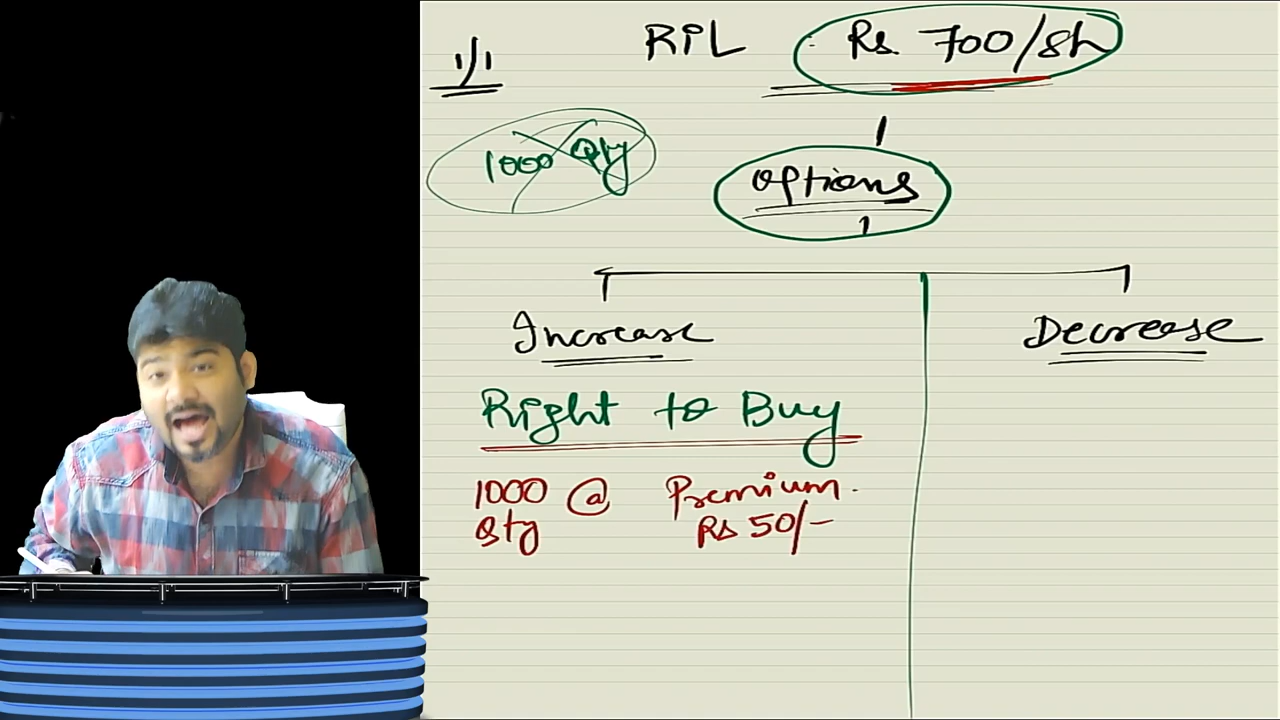 1/1
RIL Rs. 700/sh
1000 Qty
Options
Increase
Decrease
Right to Buy
1000 @ Premium.
Qty Rs 50/-